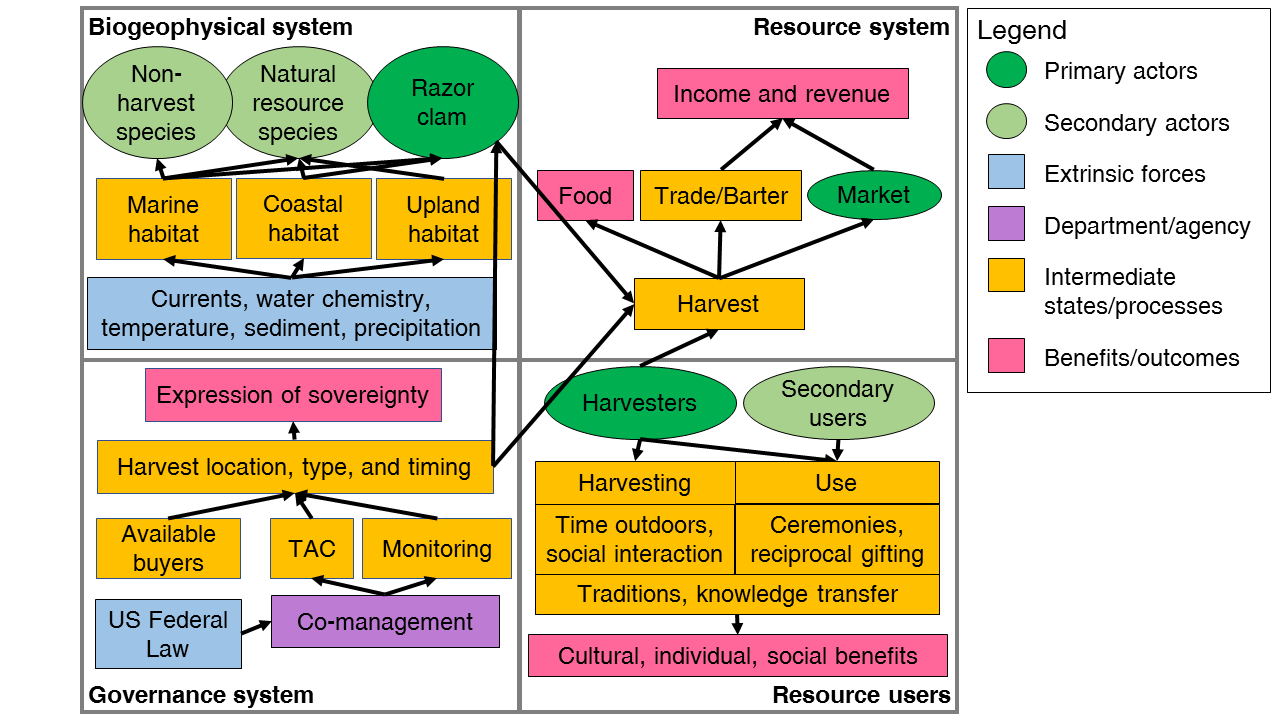 Biogeophysical system
Non-
harvest
species
Natural
resource
species
Razor
clam
Marine
habitat
Coastal
habitat
Upland
habitat
Currents, water chemistry,
temperature, sediment, precipitation
Resource system
Income and revenue
Food
Trade/Barter
Market
Harvest
Expression of sovereignty
Harvest location, type, and timing
Available
buyers
TAC
Monitoring
US Federal
Law
Co-management
Governance system
Harvesters
Secondary
users
Harvesting
Use
Time outdoors,
social interaction
Ceremonies,
reciprocal gifting
Traditions, knowledge transfer
Cultural, individual, social benefits
Resource users
Legend
Primary actors
Secondary actors
Extrinsic forces
Department/agency
Intermediate
states/processes
Benefits/outcomes